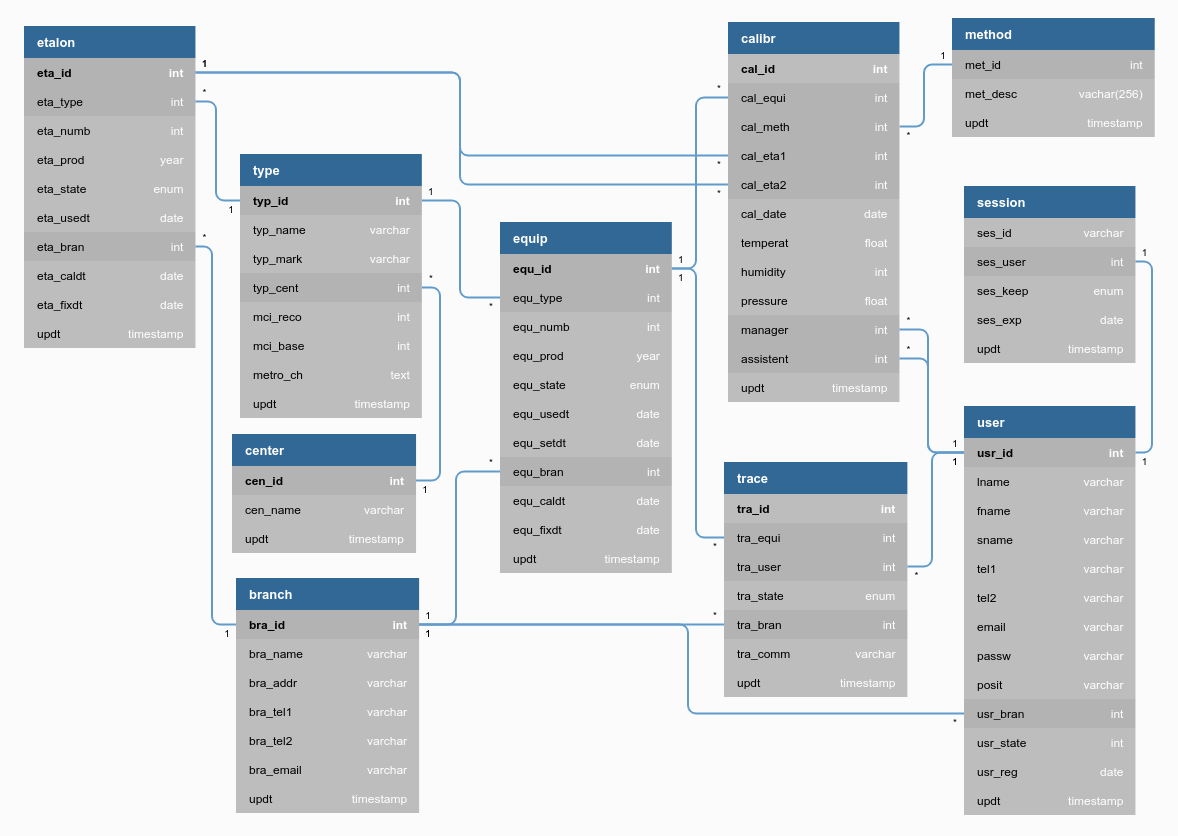 etalon
eta_id int
eta_type int
eta_numb int
eta_prod year
eta_state enum
eta_usedt date
eta_bran int
eta_caldt date
eta_fixdt date
updt timestamp
1
*
*
type
typ_id int
typ_name varchar
typ_mark varchar
typ_cent int
mci_reco int
mci_base int
metro_ch text
updt timestamp
1
1
*
center
cen_id int
cen_name varchar
updt timestamp
1
branch
bra_id int
bra_name varchar
bra_addr varchar
bra_tel1 varchar
bra_tel2 varchar
bra_email varchar
updt timestamp
1
1
1
equip
equ_id int
equ_type int
equ_numb int
equ_prod year
equ_state enum
equ_usedt date
equ_setdt date
equ_bran int
equ_caldt date
equ_fixdt date
updt timestamp
1
1
*
*
calibr
cal_id int
cal_equi int
cal_meth int
cal_eta1 int
cal_eta2 int
cal_date date
temperat float
humidity int
pressure float
manager int
assistent int
updt timestamp
*
*
*
*
*
*
trace
tra_id int
tra_equi int
tra_user int
tra_state enum
tra_bran int
tra_comm varchar
updt timestamp
*
*
*
method
met_id int
met_desc vachar(256)
updt timestamp
1
session
ses_id varchar
ses_user int
ses_keep enum
ses_exp date
updt timestamp
1
user
usr_id int
lname varchar
fname varchar
sname varchar
tel1 varchar
tel2 varchar
email varchar
passw varchar
posit varchar
usr_bran int
usr_state int
usr_reg date
updt timestamp
1
1
1
*